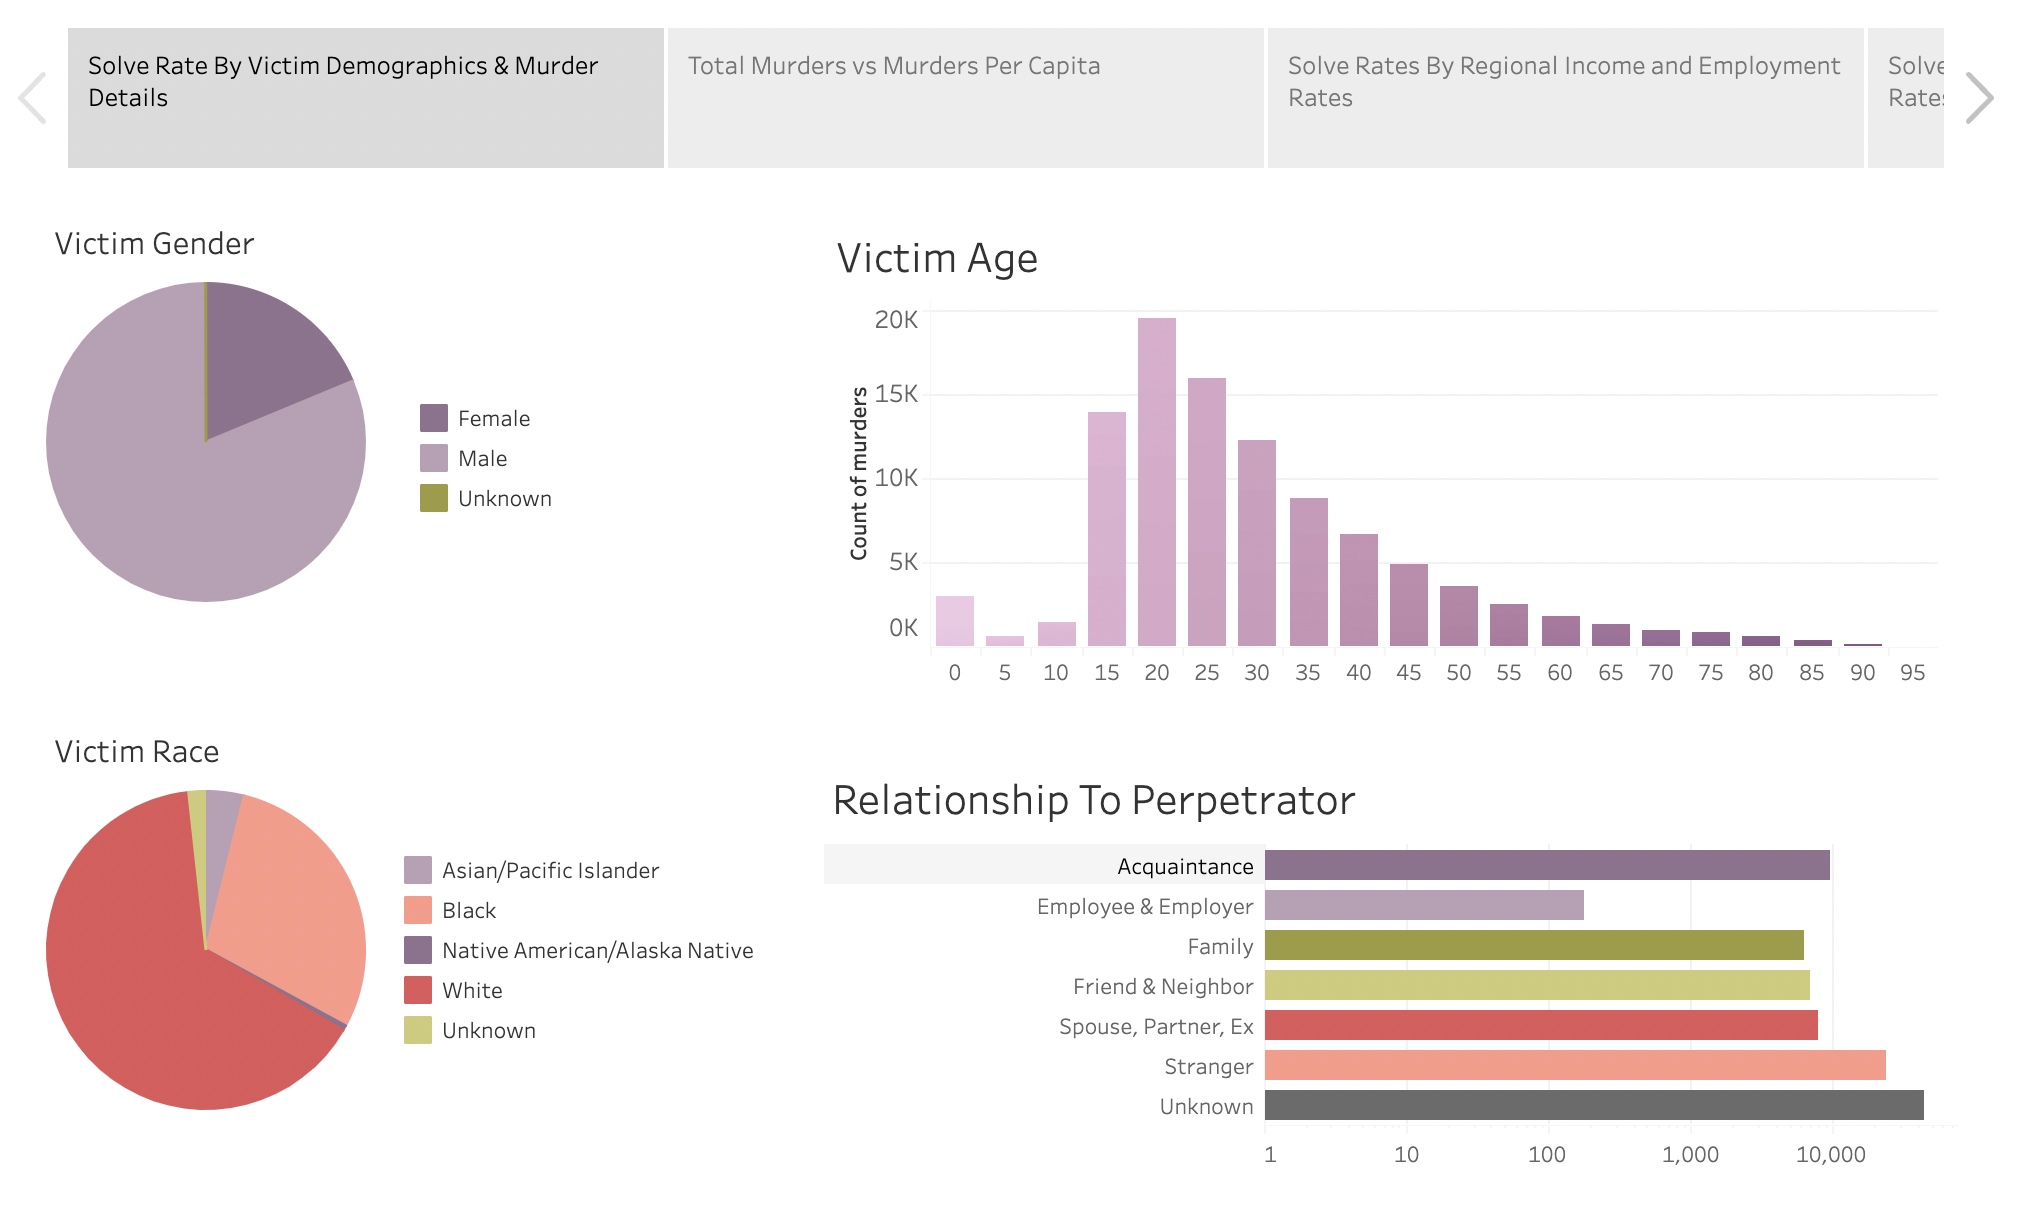 Solve Rate By Victim Demographics & Murder
Details
Total Murders vs Murders Per Capita
Solve Rates By Regional Income and Employment
Rates
Solve
Rates
Victim Gender
Female
Male
Unknown
Victim Age
Count of murders
20K
15K
10K
5K
0K
0 5 10 15 20 25 30 35 40 45 50 55 60 65 70 75 80 85 90 95
Victim Race
Asian/Pacific Islander
Black
Native American/Alaska Native
White
Unknown
Relationship To Perpetrator
Acquaintance
Employee & Employer
Family
Friend & Neighbor
Spouse, Partner, Ex
Stranger
Unknown
1 10 100 1,000 10,000